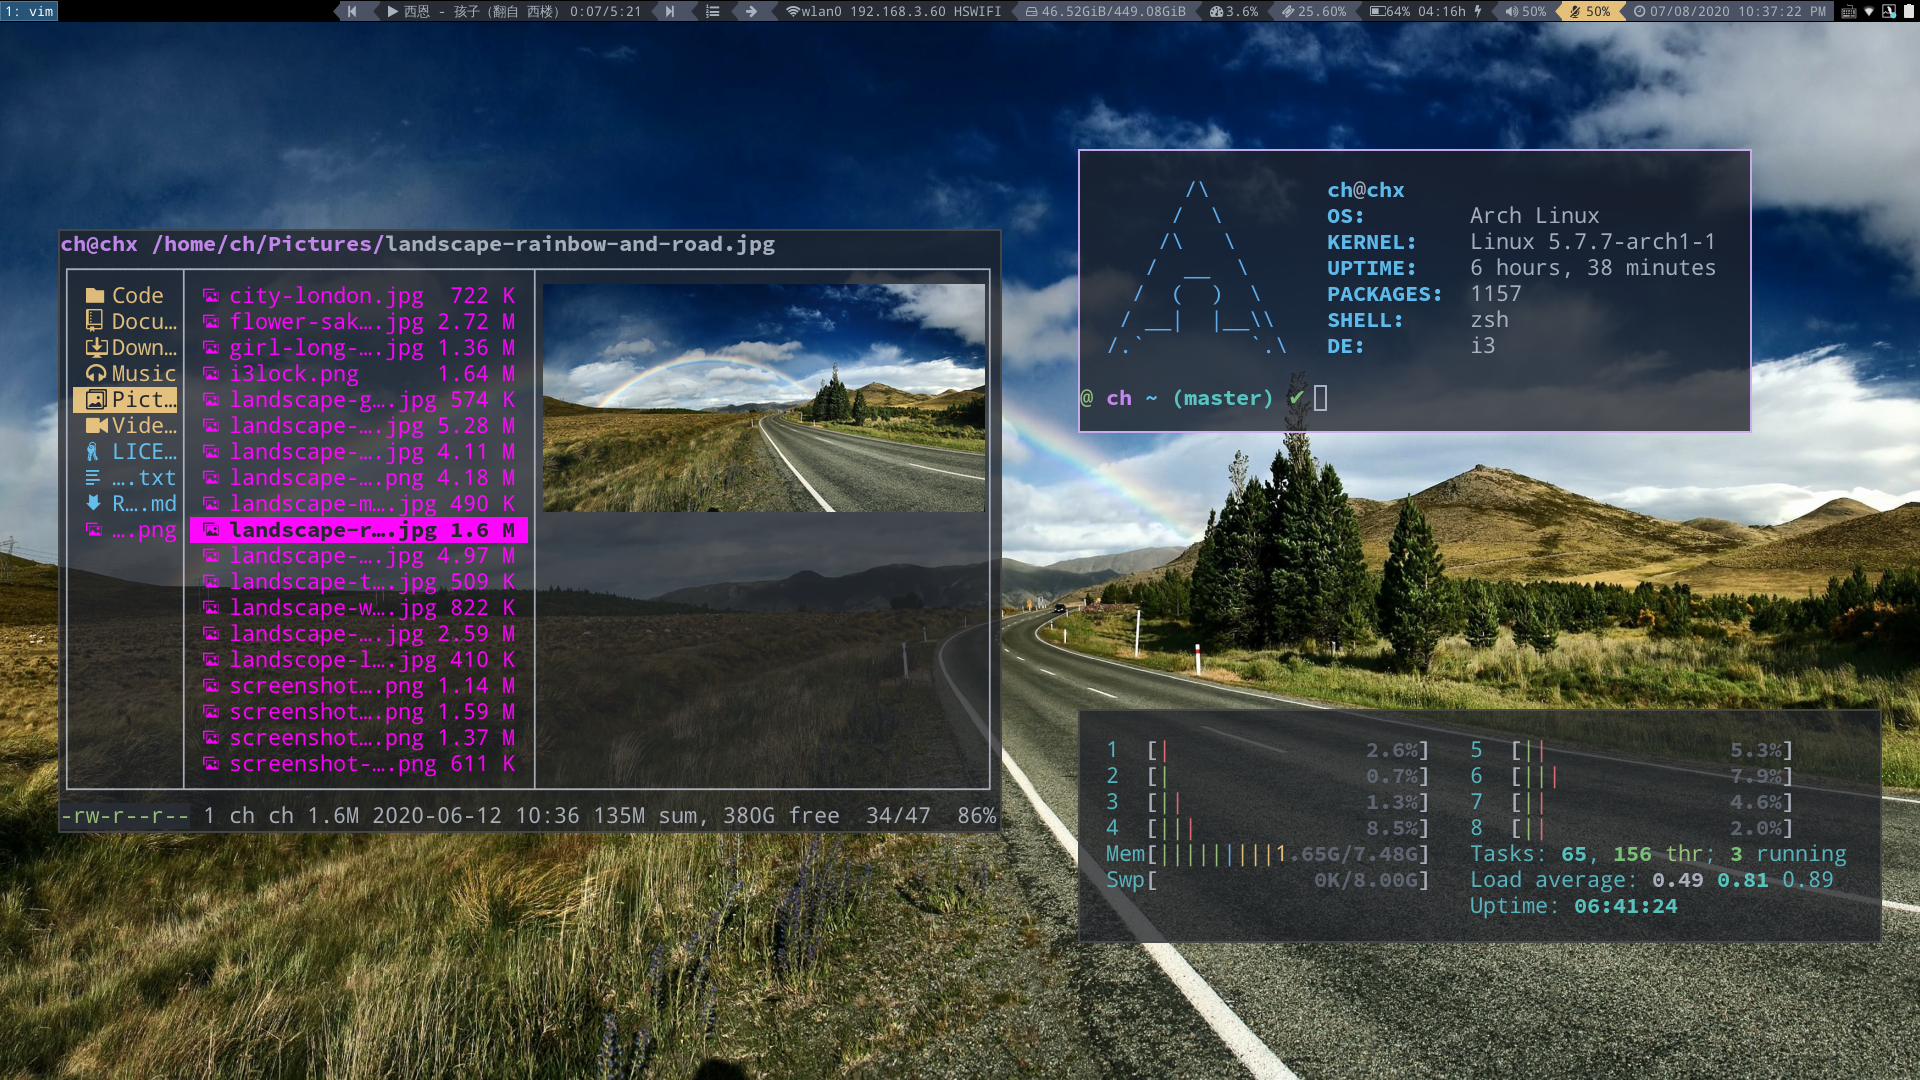 1: vim
西恩 - 孩子（翻自 西楼）0:07/5:21
wlan0 192.168.3.60 HSWIFI
46.52GiB/449.08GiB
3.6%
25.60%
64% 04:16h
50%
50%
07/08/2020 10:37:22 PM
ch@chx /home/ch/Pictures/landscape-rainbow-and-road.jpg
Code
Docu…
Down…
Music
Pict…
Vide…
LICE…
….txt
R….md
….png
city-london.jpg 722 K
flower-sak….jpg 2.72 M
girl-long-….jpg 1.36 M
i3lock.png 1.64 M
landscape-g….jpg 574 K
landscape-….jpg 5.28 M
landscape-….jpg 4.11 M
landscape-….png 4.18 M
landscape-m….jpg 490 K
landscape-r….jpg 1.6 M
landscape-….jpg 4.97 M
landscape-t….jpg 509 K
landscape-w….jpg 822 K
landscape-….jpg 2.59 M
landscope-l….jpg 410 K
screenshot….png 1.14 M
screenshot….png 1.59 M
screenshot….png 1.37 M
screenshot-….png 611 K
-rw-r--r-- 1 ch ch 1.6M 2020-06-12 10:36 135M sum, 380G free 34/47 86%
ch@chx
OS: Arch Linux
KERNEL: Linux 5.7.7-arch1-1
UPTIME: 6 hours, 38 minutes
PACKAGES: 1157
SHELL: zsh
DE: i3
@ ch ~ (master) ✔
1 [| 2.6%] 5 [|| 5.3%]
2 [| 0.7%] 6 [||| 7.9%]
3 [|| 1.3%] 7 [|| 4.6%]
4 [||| 8.5%] 8 [|| 2.0%]
Mem[|||||||||1.65G/7.48G] Tasks: 65, 156 thr; 3 running
Swp[ 0K/8.00G] Load average: 0.49 0.81 0.89
Uptime: 06:41:24